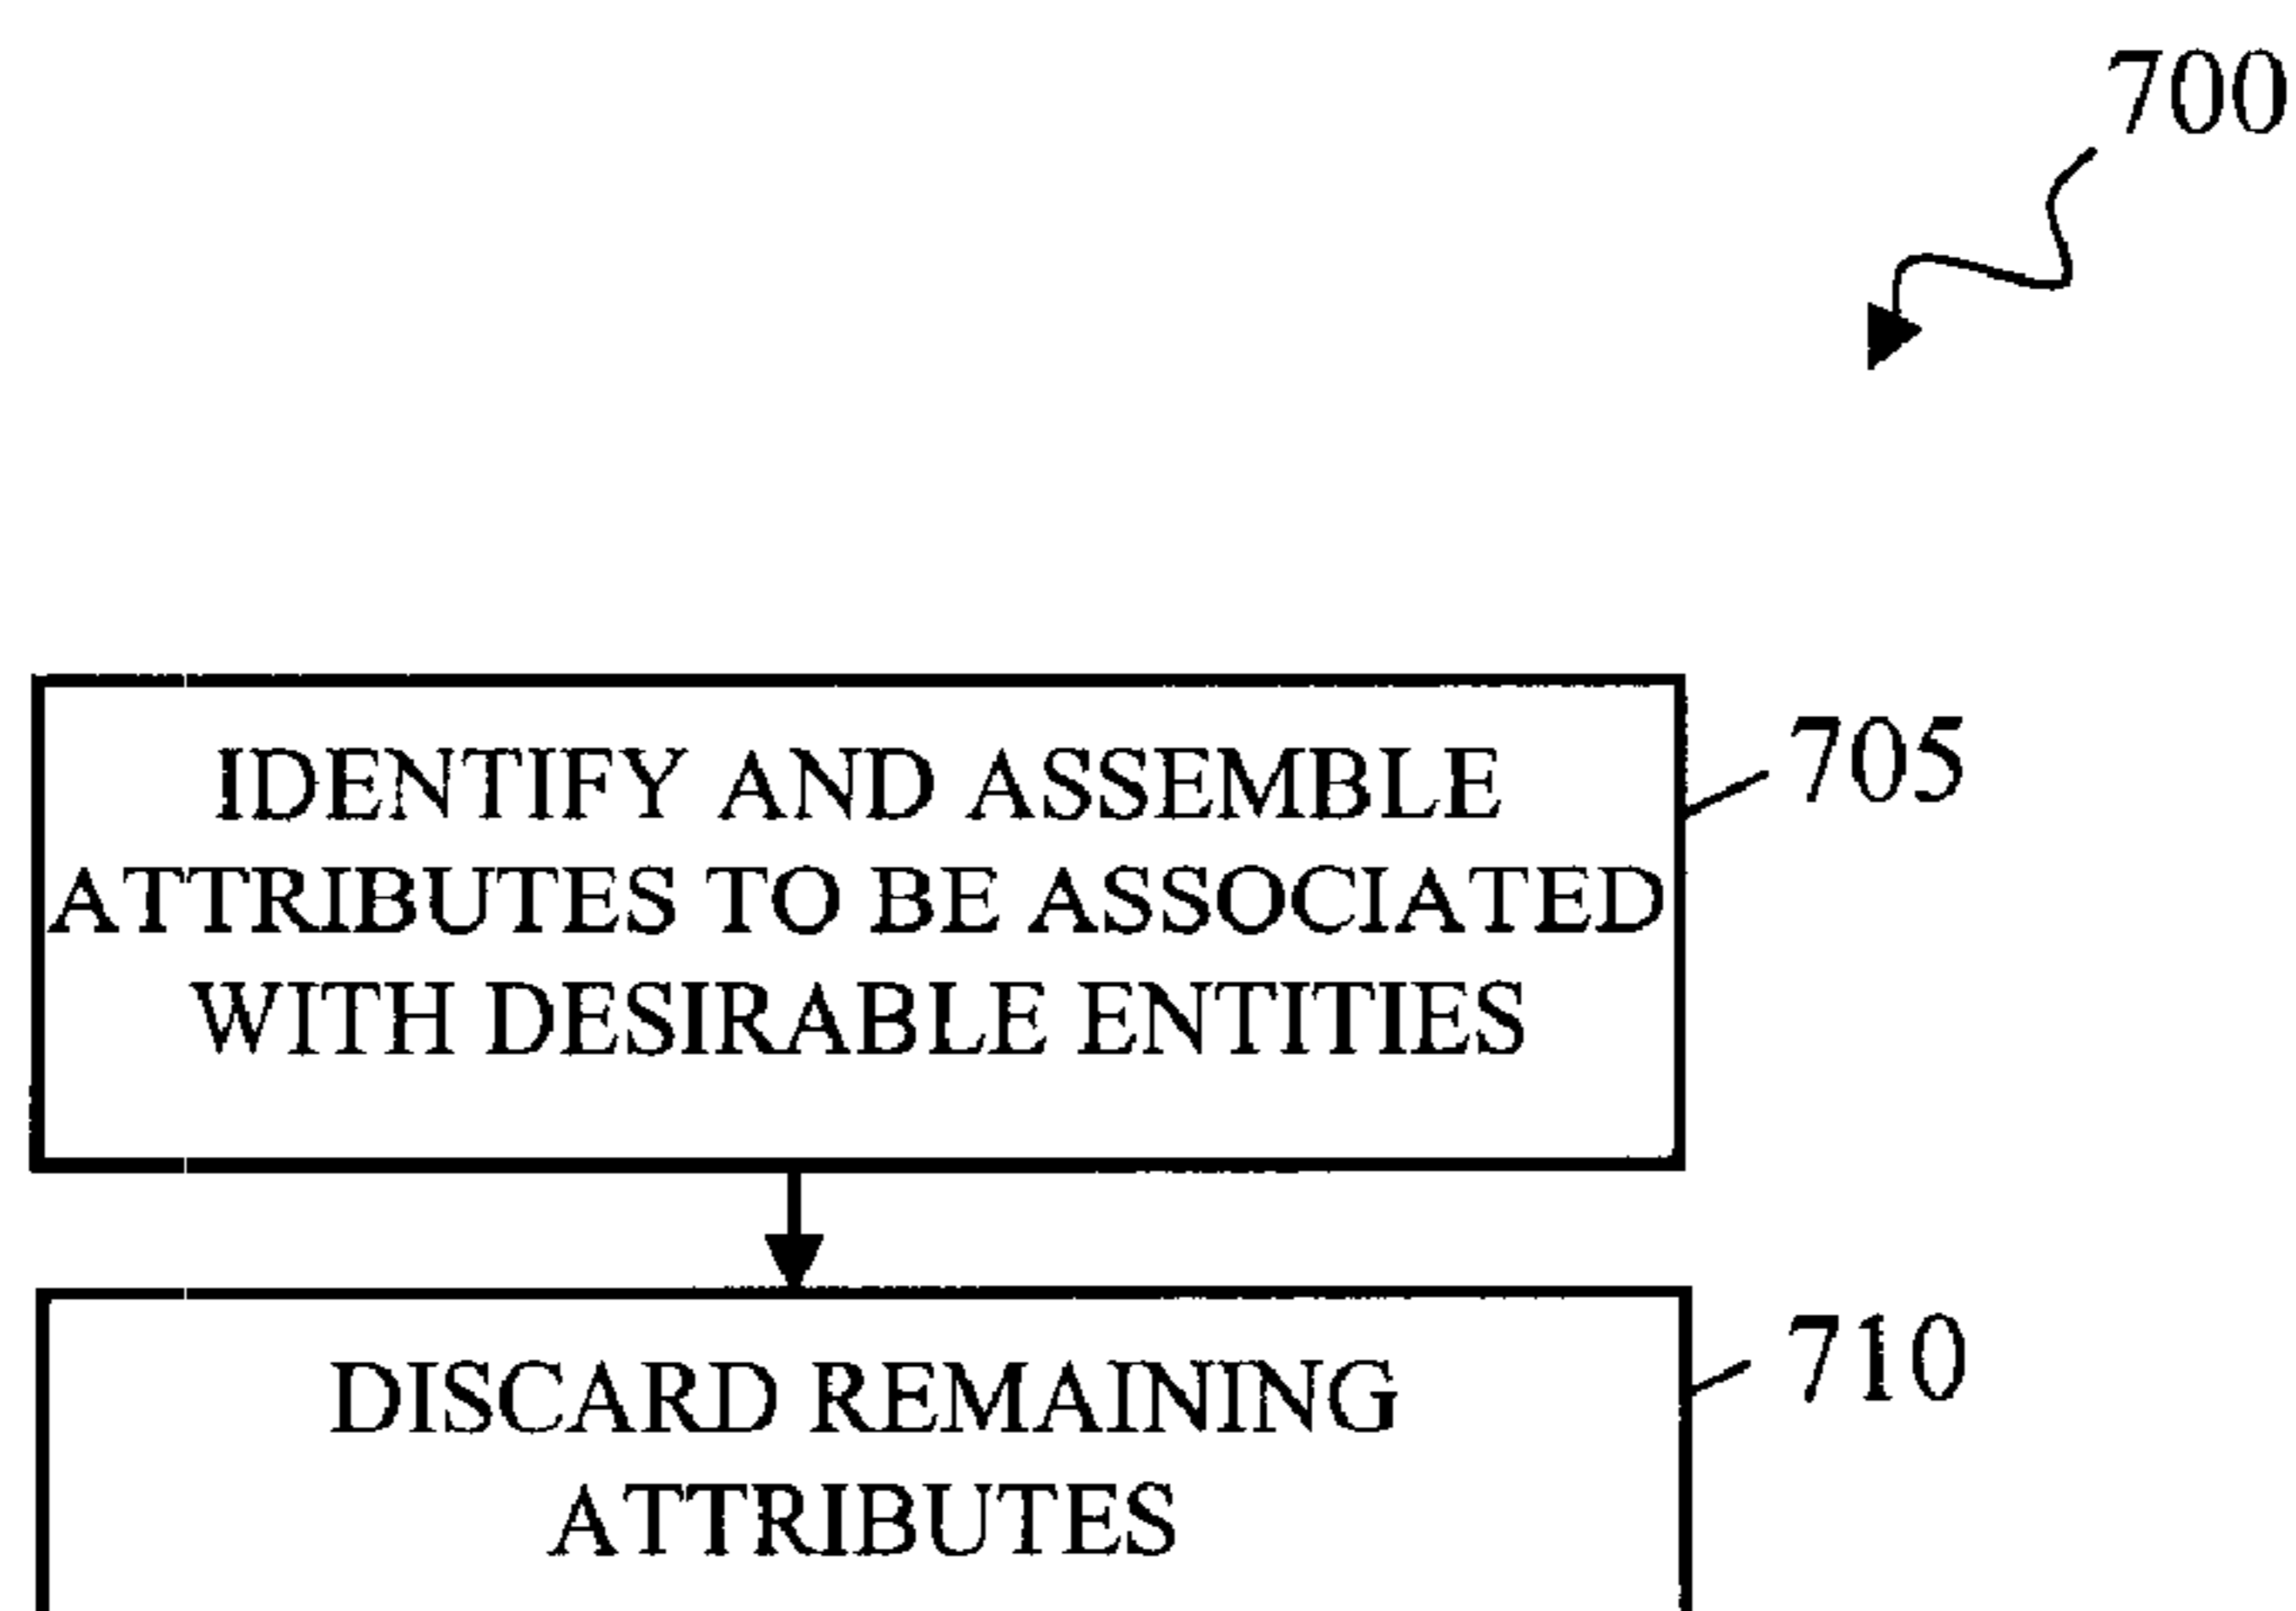 700
IDENTIFY AND ASSEMBLE
ATTRIBUTES TO BE ASSOCIATED
WITH DESIRABLE ENTITIES
705
DISCARD REMAINING
ATTRIBUTES
710